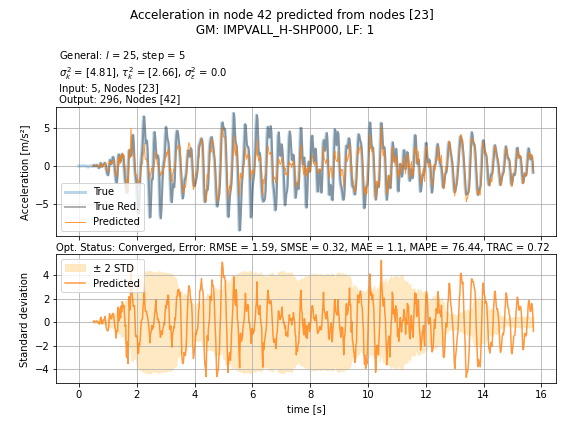 Acceleration in node 42 predicted from nodes [23]
GM: IMPVALL_H-SHP000, LF: 1
General: l = 25, step = 5
σ²ₖ = [4.81], τ²ₖ = [2.66], σ²ₑ = 0.0
Input: 5, Nodes [23]
Output: 296, Nodes [42]
Acceleration [m/s²]
5
0
−5
True
True Red.
Predicted
Opt. Status: Converged, Error: RMSE = 1.59, SMSE = 0.32, MAE = 1.1, MAPE = 76.44, TRAC = 0.72
Standard deviation
4
2
0
−2
−4
± 2 STD
Predicted
0 2 4 6 8 10 12 14 16
time [s]